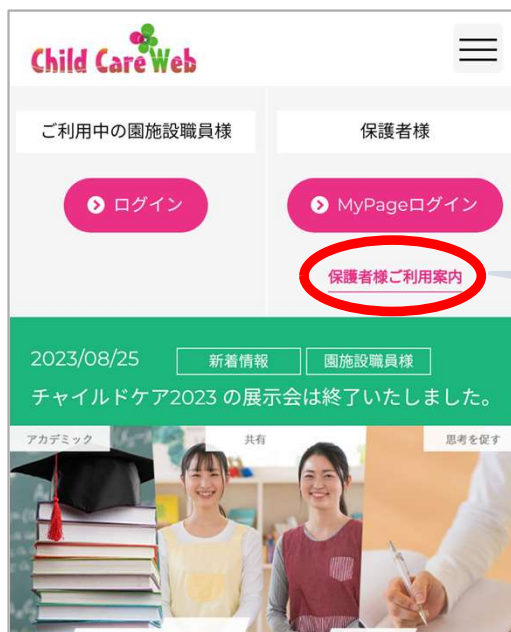 Child Care Web
ご利用中の園施設職員様
ログイン
保護者様
MyPageログイン
保護者様ご利用案内
2023/08/25 新着情報 園施設職員様
チャイルドケア2023 の展示会は終了いたしました。
アカデミック
共有
思考を促す